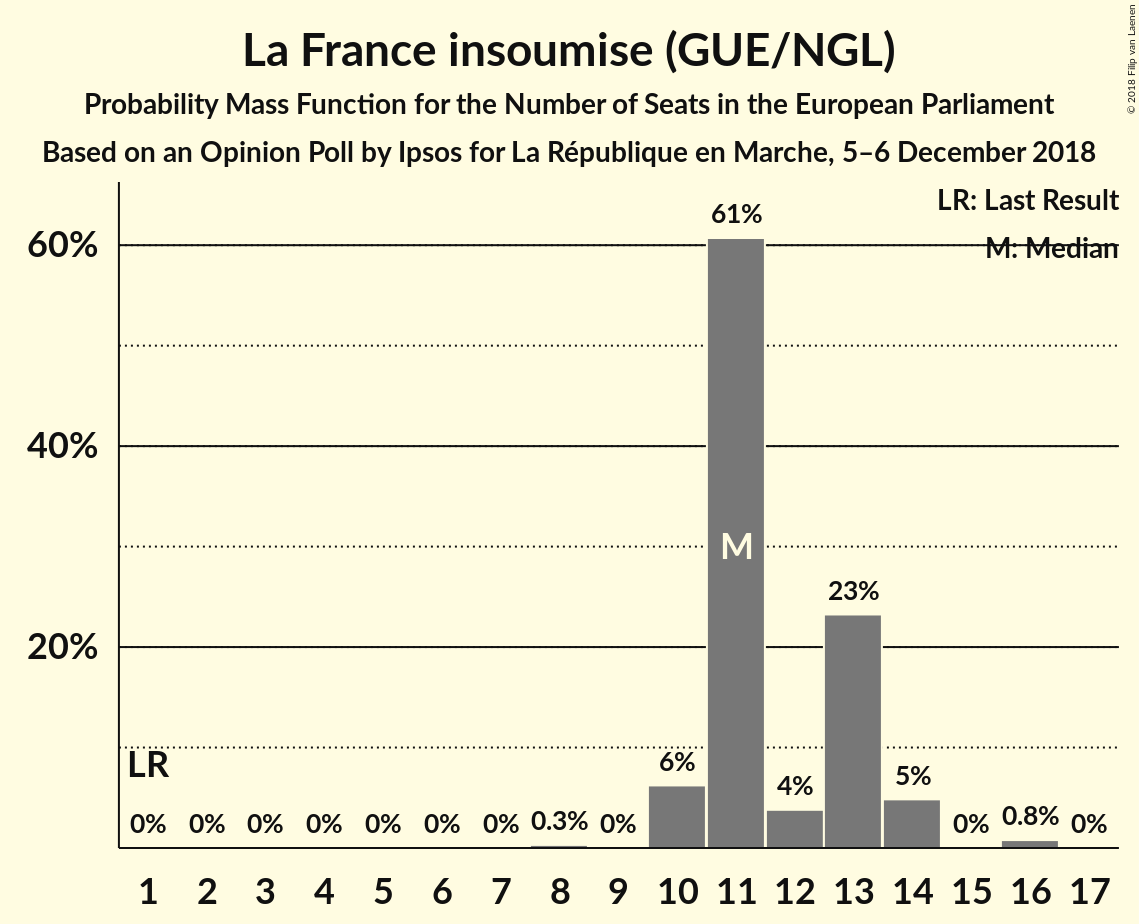 La France insoumise (GUE/NGL)
Probability Mass Function for the Number of Seats in the European Parliament
Based on an Opinion Poll by Ipsos for La République en Marche, 5–6 December 2018
© 2018 Filip van Laenen
LR: Last Result
M: Median
60%
40%
20%
61%
M
23%
LR
6%
4%
5%
0% 0% 0% 0% 0% 0% 0% 0.3% 0% 0% 0.8% 0%
1 2 3 4 5 6 7 8 9 10 11 12 13 14 15 16 17